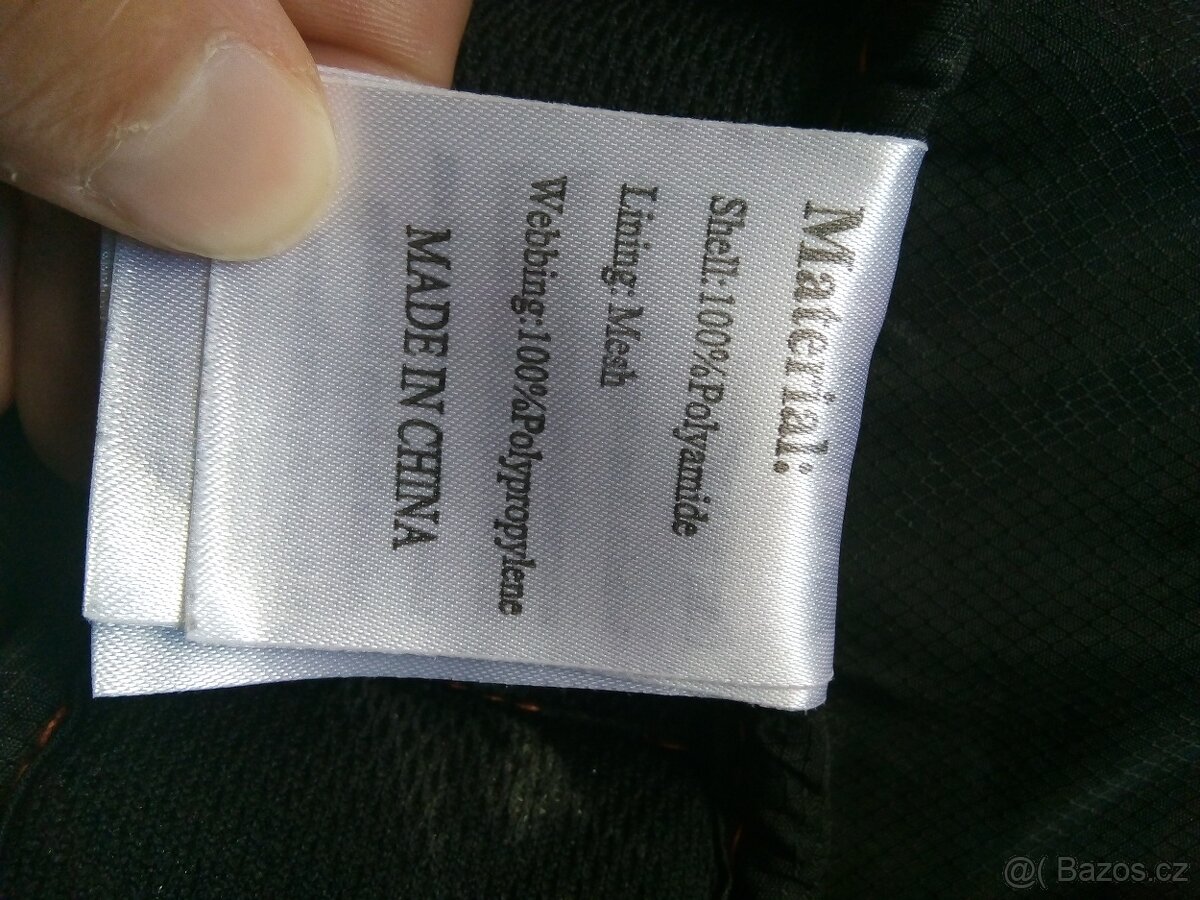 Material:
Shell:100%Polyamide
Lining:Mesh
Webbing:100%Polypropylene
MADE IN CHINA
@( Bazos.cz